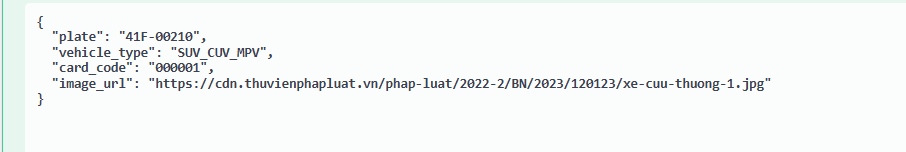 {
  "plate": "41F-00210",
  "vehicle_type": "SUV_CUV_MPV",
  "card_code": "000001",
  "image_url": "https://cdn.thuvienphapluat.vn/phap-luat/2022-2/BN/2023/120123/xe-cuu-thuong-1.jpg"
}